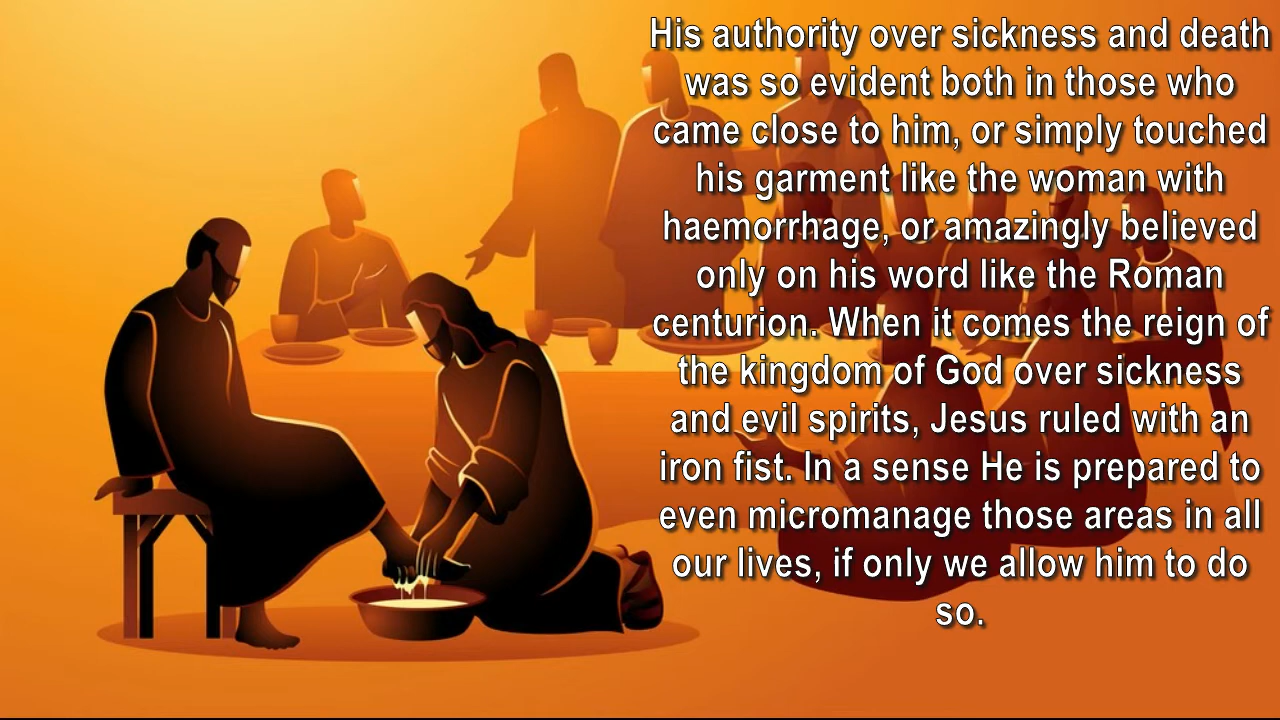 His authority over sickness and death
was so evident both in those who
came close to him, or simply touched
his garment like the woman with
haemorrhage, or amazingly believed
only on his word like the Roman
centurion. When it comes the reign of
the kingdom of God over sickness
and evil spirits, Jesus ruled with an
iron fist. In a sense He is prepared to
even micromanage those areas in all
our lives, if only we allow him to do
so.